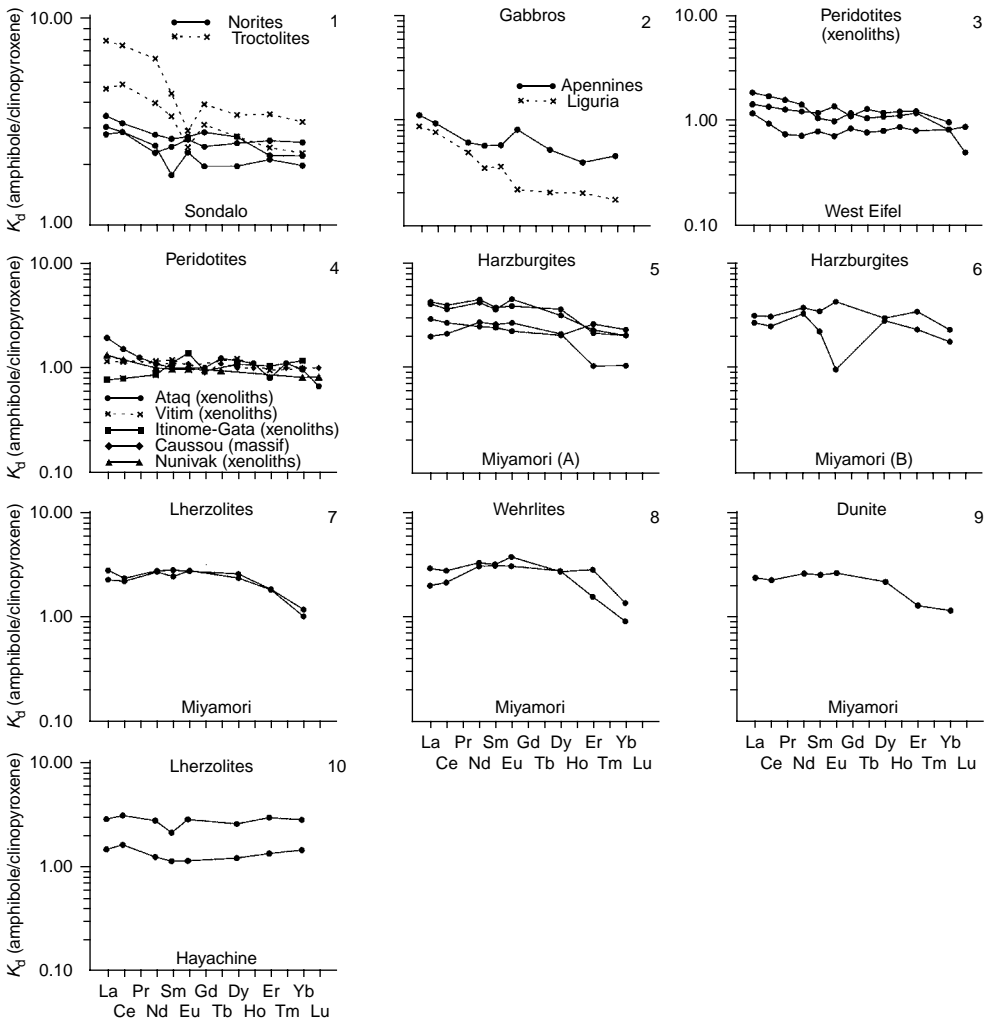 10.00
Norites
Troctolites
1
Gabbros
2
10.00
Peridotites
(xenoliths)
3
Apennines
Liguria
1.00
Kd (amphibole/clinopyroxene)
Sondalo
1.00
West Eifel
0.10
Kd (amphibole/clinopyroxene)
10.00
Peridotites
4
Harzburgites
5
Harzburgites
6
1.00
Ataq (xenoliths)
Vitim (xenoliths)
Itinome-Gata (xenoliths)
Caussou (massif)
Nunivak (xenoliths)
0.10
Kd (amphibole/clinopyroxene)
Miyamori (A)
Miyamori (B)
10.00
Lherzolites
7
Wehrlites
8
Dunite
9
1.00
Kd (amphibole/clinopyroxene)
0.10
Miyamori
Miyamori
Miyamori
La Pr Sm Gd Dy Er Yb
Ce Nd Eu Tb Ho Tm Lu
La Pr Sm Gd Dy Er Yb
Ce Nd Eu Tb Ho Tm Lu
10.00
Lherzolites
10
1.00
Kd (amphibole/clinopyroxene)
0.10
Hayachine
La Pr Sm Gd Dy Er Yb
Ce Nd Eu Tb Ho Tm Lu